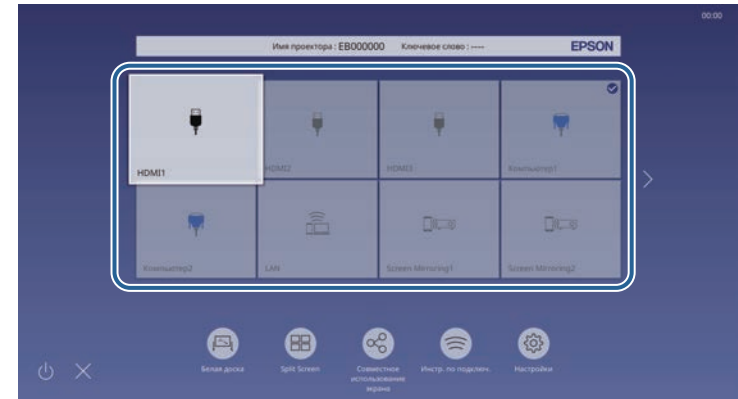 00:00
Имя проектора : EB000000 Ключевое слово : ---- EPSON
HDMI1
HDMI2
HDMI3
Компьютер1
Компьютер2
LAN
Screen Mirroring1
Screen Mirroring2
Белая доска
Split Screen
Совместное
использование
экрана
Инстр. по подключ.
Настройки